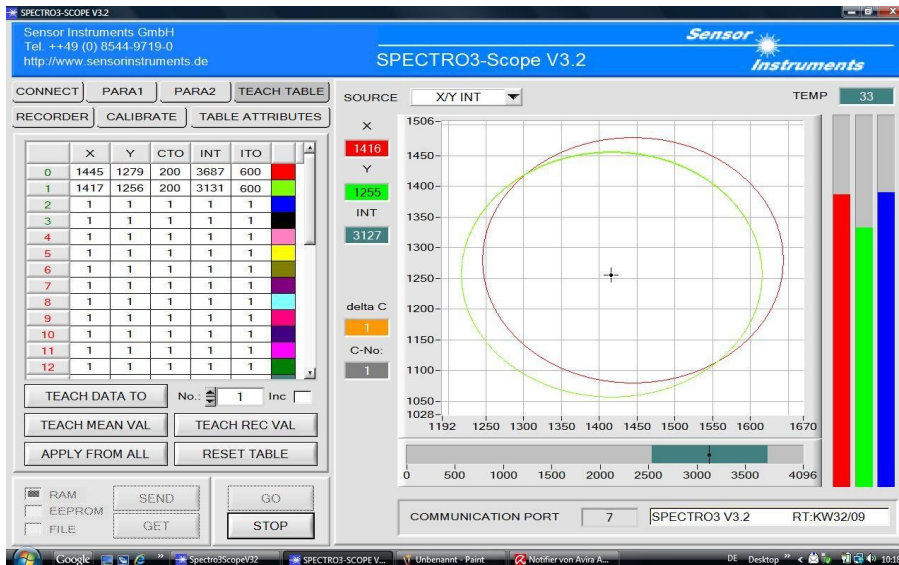 SPECTRO3-SCOPE V3.2
Sensor Instruments GmbH
Tel. ++49 (0) 8544-9719-0
http//www.sensorinstruments.de
SPECTRO3-Scope V3.2
Sensor
Instruments
CONNECT PARA1 PARA2 TEACH TABLE
RECORDER CALIBRATE TABLE ATTRIBUTES
X Y CTO INT ITO
0 1445 1279 200 3687 600
1 1417 1256 200 3131 600
2 1 1 1 1 1
3 1 1 1 1 1
4 1 1 1 1 1
5 1 1 1 1 1
6 1 1 1 1 1
7 1 1 1 1 1
8 1 1 1 1 1
9 1 1 1 1 1
10 1 1 1 1 1
11 1 1 1 1 1
12 1 1 1 1 1
TEACH DATA TO No.: 1 Inc
TEACH MEAN VAL TEACH REC VAL
APPLY FROM ALL RESET TABLE
RAM
EEPROM
FILE
SEND
GET
GO
STOP
SOURCE X/Y INT TEMP 33
X
1416
Y
1255
INT
3127
delta C
1
C-No:
1
1506
1450
1400
1350
1300
1250
1200
1150
1100
1050
1028
1192 1250 1300 1350 1400 1450 1500 1550 1600 1670
0 500 1000 1500 2000 2500 3000 3500 4096
COMMUNICATION PORT 7 SPECTRO3 V3.2 RT:KW32/09
Google » Spectro3ScopeV32 SPECTRO3-SCOPE V... Unbenannt - Paint Notifier von Avira A... DE Desktop » < 10:18